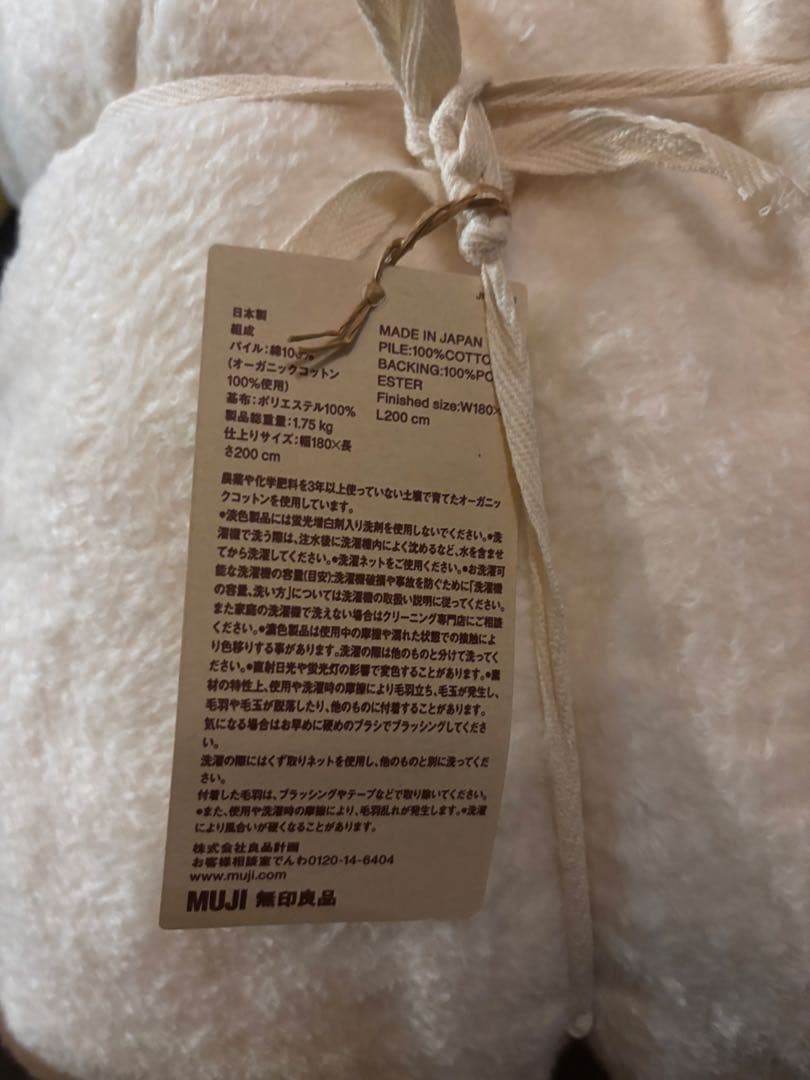 日本製
組成
パイル:綿10%
(オーガニックコットン
100%使用)
基布:ポリエステル100%
製品総重量:1.75 kg
仕上りサイズ:幅180×長
さ200 cm
MADE IN JAPAN
PILE:100%COTTO
BACKING:100%PO
ESTER
Finished size:W180×
L200 cm
農薬や化学肥料を3年以上使っていない土壌で育てたオーガニッ
クコットンを使用しています。
●淡色製品には蛍光増白剤入り洗剤を使用しないでください。●洗
濯機で洗う際は、注水後に洗濯槽内によく沈めるなど、水を含ませ
てから洗濯してください。●洗濯ネットをご使用ください。●お洗濯可
能な洗濯機の容量(目安):洗濯機破損や事故を防ぐために「洗濯機
の容量、洗い方」については洗濯機の取扱い説明に従ってください。
また家庭の洗濯機で洗えない場合はクリーニング専門店にご相談
ください。●濃色製品は使用中の摩擦や濡れた状態での接触によ
り色移りする事があります。洗濯の際は他のものと分けて洗ってく
ださい。●直射日光や蛍光灯の影響で変色することがあります。●素
材の特性上、使用や洗濯時の摩擦により毛羽立ち、毛玉が発生し、
毛羽や毛玉が脱落したり、他のものに付着することがあります。
気になる場合はお早めに硬めのブラシでブラッシングしてくださ
い。
洗濯の際にはくず取りネットを使用し、他のものと別に洗ってくだ
さい。
付着した毛羽は、ブラッシングやテープなどで取り除いてください。
●また、使用や洗濯時の摩擦により、毛羽乱れが発生します。●洗濯
により風合いが硬くなることがあります。
株式会社良品計画
お客様相談室でんわ0120-14-6404
www.muji.com
MUJI 無印良品